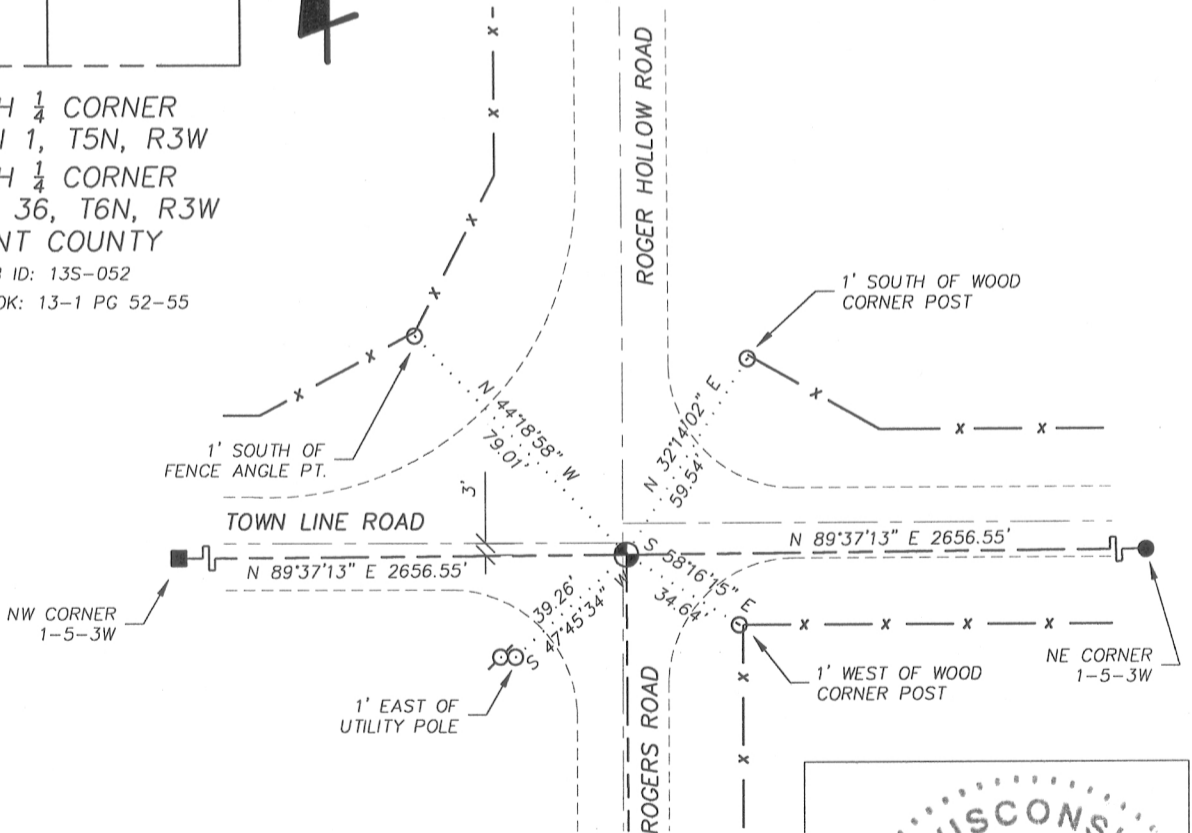 H 1/4 CORNER
1, T5N, R3W
H 1/4 CORNER
36, T6N, R3W
NT COUNTY
ID: 13S-052
OK: 13-1 PG 52-55
ROGER HOLLOW ROAD
1' SOUTH OF WOOD
CORNER POST
1' SOUTH OF
FENCE ANGLE PT.
N 44°18'58" W
79.01'
N 32°14'02" E
59.54'
3'
TOWN LINE ROAD
N 89°37'13" E 2656.55'
N 89°37'13" E 2656.55'
NW CORNER
1-5-3W
S 58°16'15" E
34.64'
39.26'
S 47°45'34" W
1' EAST OF
UTILITY POLE
1' WEST OF WOOD
CORNER POST
NE CORNER
1-5-3W
ROGERS ROAD
ISCONS